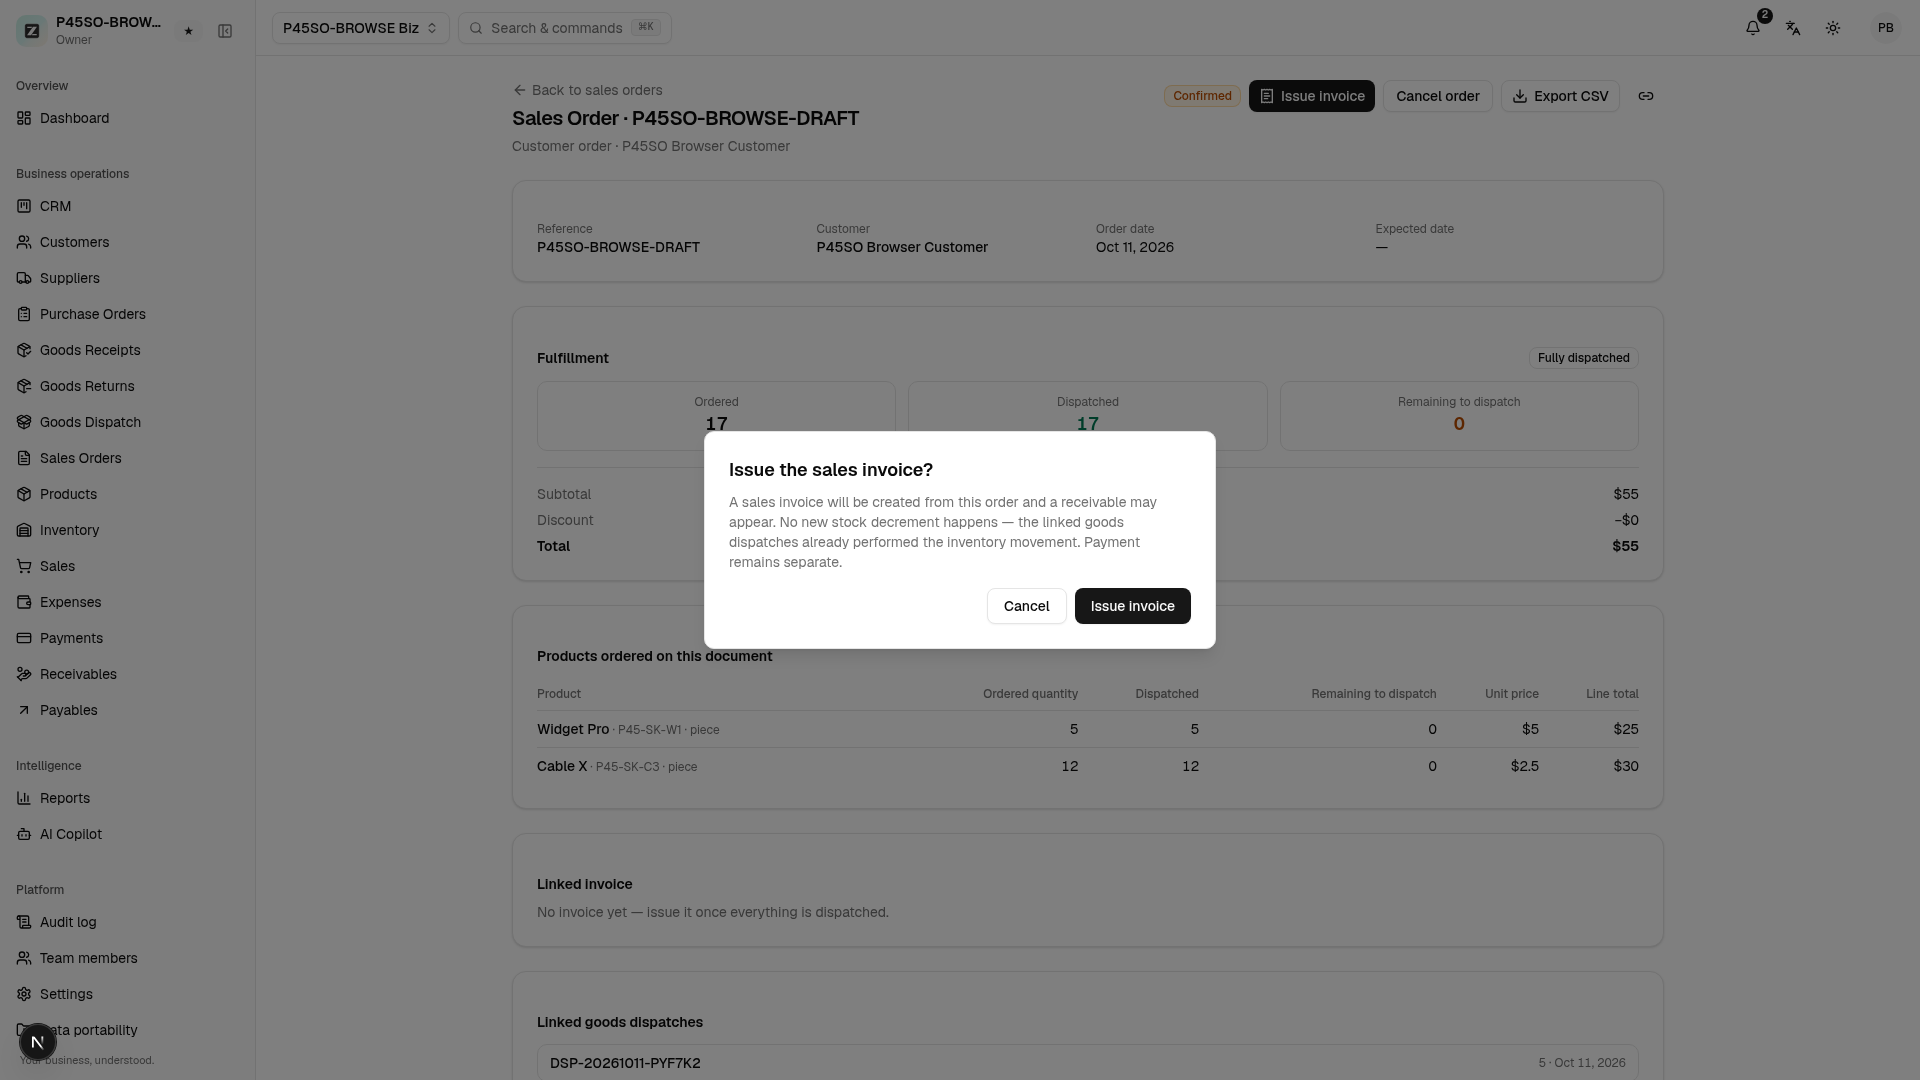 P45SO-BROW...
Owner
P45SO-BROWSE Biz
Search & commands
⌘K
2
PB
Overview
Dashboard
Business operations
CRM
Customers
Suppliers
Purchase Orders
Goods Receipts
Goods Returns
Goods Dispatch
Sales Orders
Products
Inventory
Sales
Expenses
Payments
Receivables
Payables
Intelligence
Reports
AI Copilot
Platform
Audit log
Team members
Settings
ata portability
N
business, understood.
Back to sales orders
Sales Order · P45SO-BROWSE-DRAFT
Customer order · P45SO Browser Customer
Confirmed
Issue invoice
Cancel order
Export CSV
Reference
P45SO-BROWSE-DRAFT
Customer
P45SO Browser Customer
Order date
Oct 11, 2026
Expected date
—
Fulfillment
Fully dispatched
Ordered
17
Dispatched
17
Remaining to dispatch
0
Subtotal $55
Discount −$0
Total $55
Issue the sales invoice?
A sales invoice will be created from this order and a receivable may
appear. No new stock decrement happens — the linked goods
dispatches already performed the inventory movement. Payment
remains separate.
Cancel
Issue invoice
Products ordered on this document
Product Ordered quantity Dispatched Remaining to dispatch Unit price Line total
Widget Pro · P45-SK-W1 · piece 5 5 0 $5 $25
Cable X · P45-SK-C3 · piece 12 12 0 $2.5 $30
Linked invoice
No invoice yet — issue it once everything is dispatched.
Linked goods dispatches
DSP-20261011-PYF7K2 5 · Oct 11, 2026